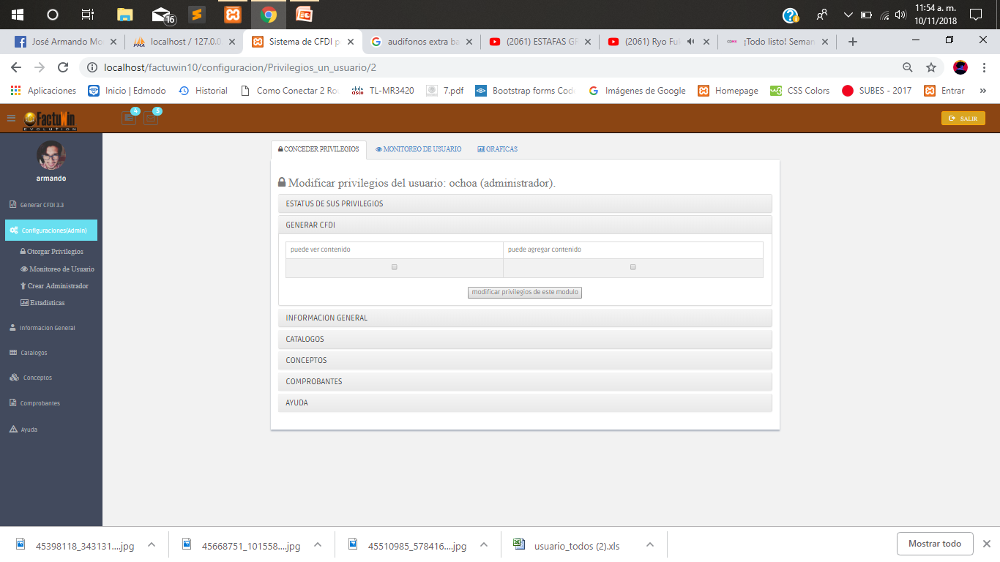 16
11:54 a. m.
10/11/2018
José Armando Mo
localhost / 127.0.0.
Sistema de CFDI p
audifonos extra ba
(2061) ESTAFAS GR
(2061) Ryo Fuk
¡Todo listo! Seman
localhost/factuwin10/configuracion/Privilegios_un_usuario/2
Aplicaciones
Inicio | Edmodo
Historial
Como Conectar 2 Rou
TL-MR3420
7.pdf
Bootstrap forms Code
Imágenes de Google
Homepage
CSS Colors
SUBES - 2017
Entrar
»
FactuWin
EVOLUTION
4
5
SALIR
armando
Generar CFDI 3.3
Configuraciones(Admin)
Otorgar Privilegios
Monitoreo de Usuario
Crear Administrador
Estadisticas
Informacion General
Catalogos
Conceptos
Comprobantes
Ayuda
CONCEDER PRIVILEGIOS
MONITOREO DE USUARIO
GRAFICAS
Modificar privilegios del usuario: ochoa (administrador).
ESTATUS DE SUS PRIVILEGIOS
GENERAR CFDI
puede ver contenido
puede agregar contenido
modificar privilegios de este modulo
INFORMACION GENERAL
CATALOGOS
CONCEPTOS
COMPROBANTES
AYUDA
45398118_343131....jpg
45668751_101558....jpg
45510985_578416....jpg
usuario_todos (2).xls
Mostrar todo